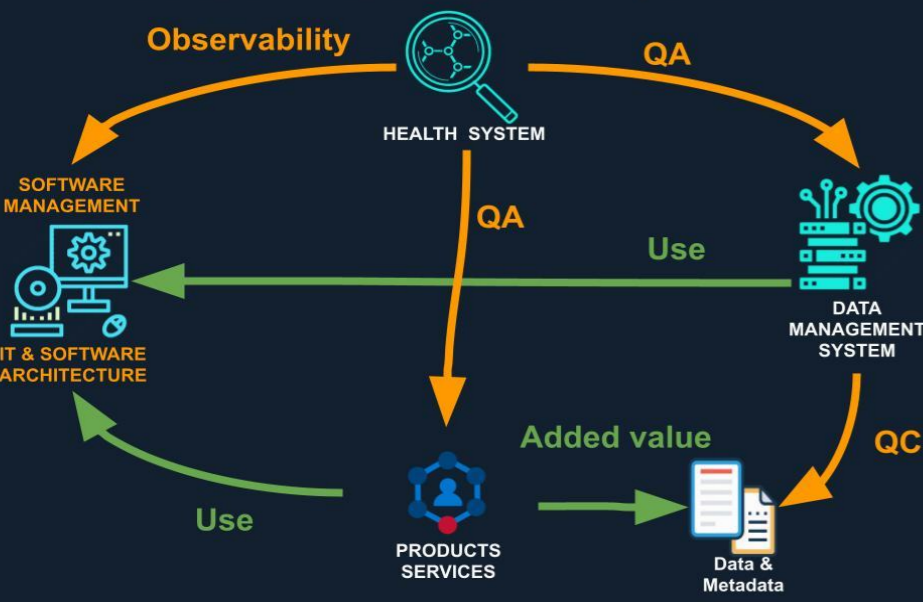 Observability
QA
HEALTH SYSTEM
SOFTWARE
MANAGEMENT
QA
Use
DATA
MANAGEMENT
SYSTEM
IT & SOFTWARE
ARCHITECTURE
Added value
QC
Use
PRODUCTS
SERVICES
Data &
Metadata